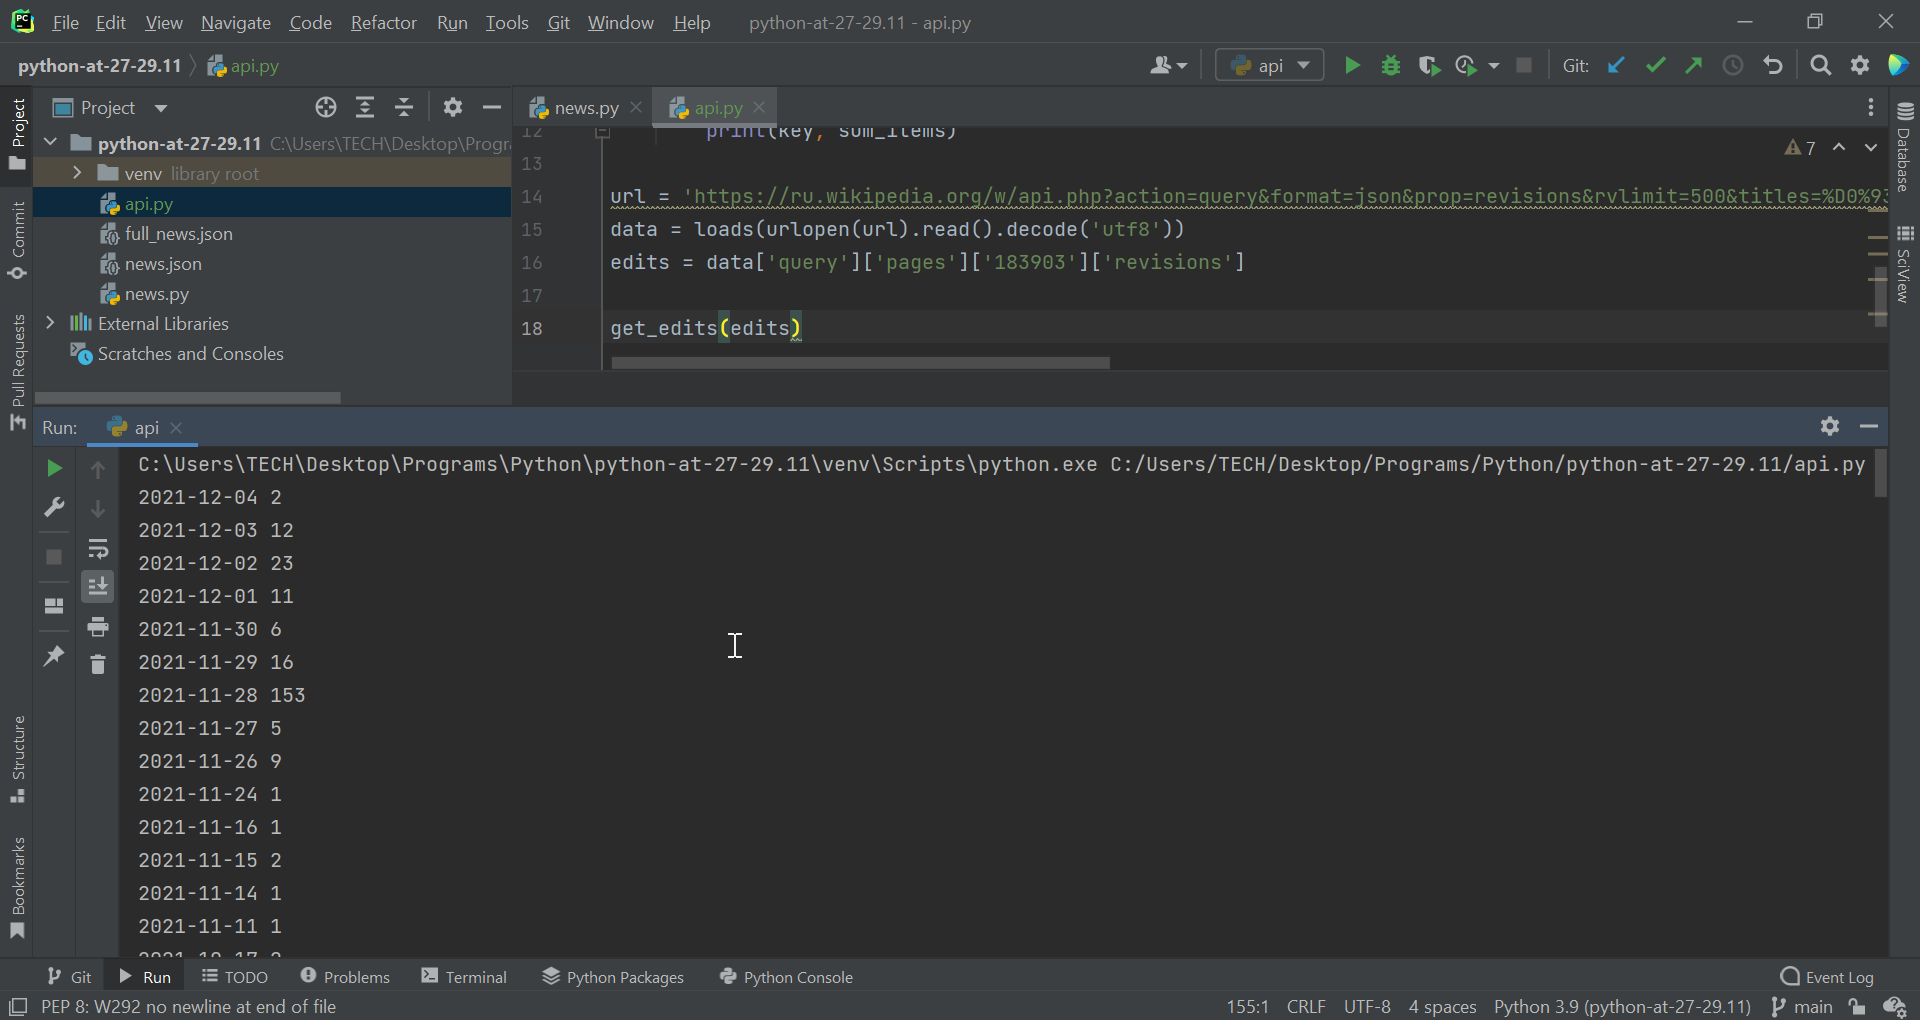 File Edit View Navigate Code Refactor Run Tools Git Window Help python-at-27-29.11 - api.py
python-at-27-29.11 api.py
api Git:
Project
news.py api.py
12 print(key, sum_items)
13
14 url = 'https://ru.wikipedia.org/w/api.php?action=query&format=json&prop=revisions&rvlimit=500&titles=%D0%93
15 data = loads(urlopen(url).read().decode('utf8'))
16 edits = data['query']['pages']['183903']['revisions']
17
18 get_edits(edits)
7
python-at-27-29.11 C:\Users\TECH\Desktop\Progr
venv library root
api.py
full_news.json
news.json
news.py
External Libraries
Scratches and Consoles
Project
Commit
Pull Requests
Structure
Bookmarks
Database
SciView
Run: api
C:\Users\TECH\Desktop\Programs\Python\python-at-27-29.11\venv\Scripts\python.exe C:/Users/TECH/Desktop/Programs/Python/python-at-27-29.11/api.py
2021-12-04 2
2021-12-03 12
2021-12-02 23
2021-12-01 11
2021-11-30 6
2021-11-29 16
2021-11-28 153
2021-11-27 5
2021-11-26 9
2021-11-24 1
2021-11-16 1
2021-11-15 2
2021-11-14 1
2021-11-11 1
Git Run TODO Problems Terminal Python Packages Python Console Event Log
PEP 8: W292 no newline at end of file 155:1 CRLF UTF-8 4 spaces Python 3.9 (python-at-27-29.11) main